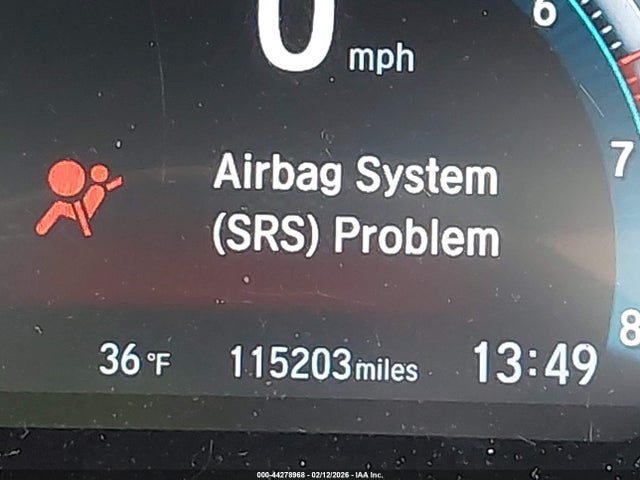 6
0 mph
7
Airbag System
(SRS) Problem
8
36 °F 115203 miles 13:49
000-44278968 - 02/12/2026 - IAA Inc.